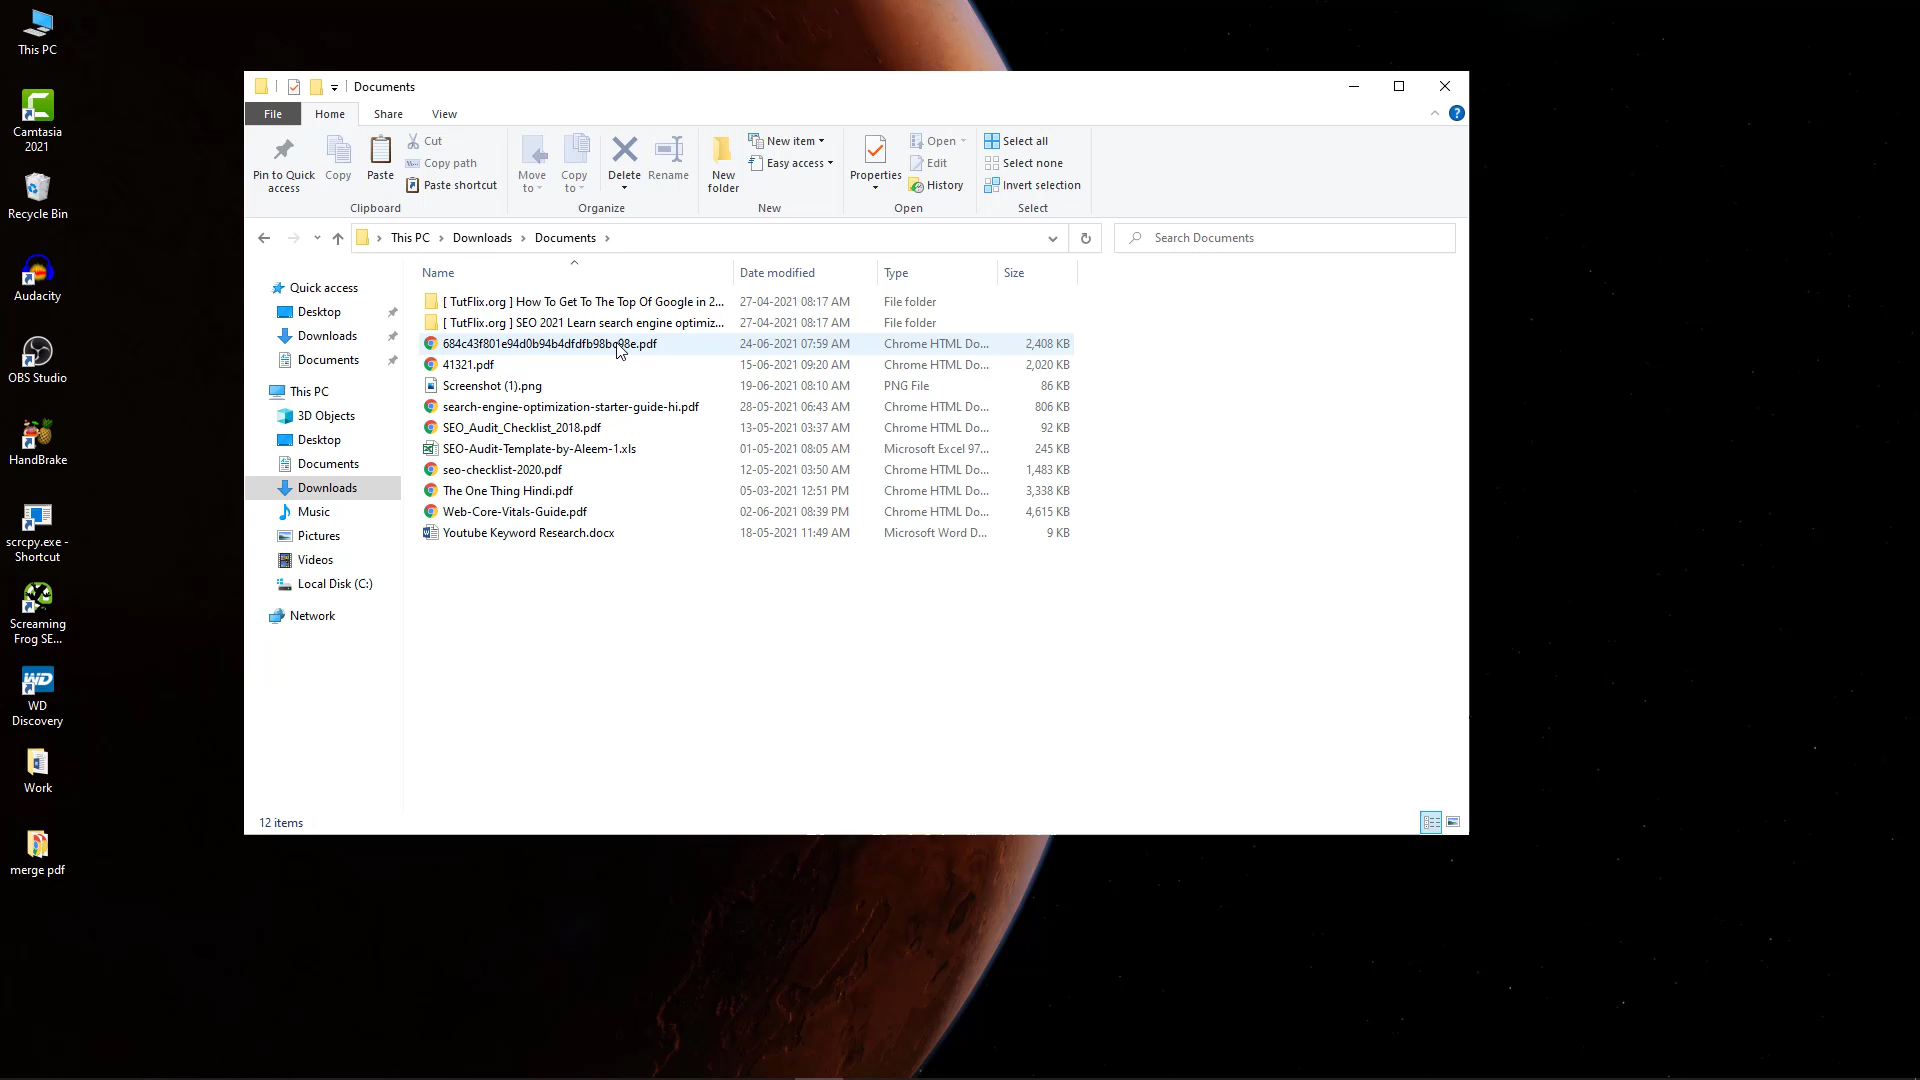 This PC
Camtasia
2021
Recycle Bin
Audacity
OBS Studio
HandBrake
scrcpy.exe -
Shortcut
Screaming
Frog SE...
WD
WD
Discovery
Work
merge pdf
Documents
File Home Share View
Pin to Quick
access
Copy
Paste
Cut
Copy path
Paste shortcut
Clipboard
Move
to
Copy
to
Delete
Rename
Organize
New
folder
New item
Easy access
New
Properties
Open
Edit
History
Open
Select all
Select none
Invert selection
Select
This PC > Downloads > Documents >
Search Documents
Quick access
Desktop
Downloads
Documents
This PC
3D Objects
Desktop
Documents
Downloads
Music
Pictures
Videos
Local Disk (C:)
Network
Name Date modified Type Size
[ TutFlix.org ] How To Get To The Top Of Google in 2... 27-04-2021 08:17 AM File folder
[ TutFlix.org ] SEO 2021 Learn search engine optimiz... 27-04-2021 08:17 AM File folder
24-06-2021 07:59 AM Chrome HTML Do... 2,408 KB
41321.pdf 15-06-2021 09:20 AM Chrome HTML Do... 2,020 KB
Screenshot (1).png 19-06-2021 08:10 AM PNG File 86 KB
search-engine-optimization-starter-guide-hi.pdf 28-05-2021 06:43 AM Chrome HTML Do... 806 KB
SEO_Audit_Checklist_2018.pdf 13-05-2021 03:37 AM Chrome HTML Do... 92 KB
SEO-Audit-Template-by-Aleem-1.xls 01-05-2021 08:05 AM Microsoft Excel 97... 245 KB
seo-checklist-2020.pdf 12-05-2021 03:50 AM Chrome HTML Do... 1,483 KB
The One Thing Hindi.pdf 05-03-2021 12:51 PM Chrome HTML Do... 3,338 KB
Web-Core-Vitals-Guide.pdf 02-06-2021 08:39 PM Chrome HTML Do... 4,615 KB
Youtube Keyword Research.docx 18-05-2021 11:49 AM Microsoft Word D... 9 KB
12 items